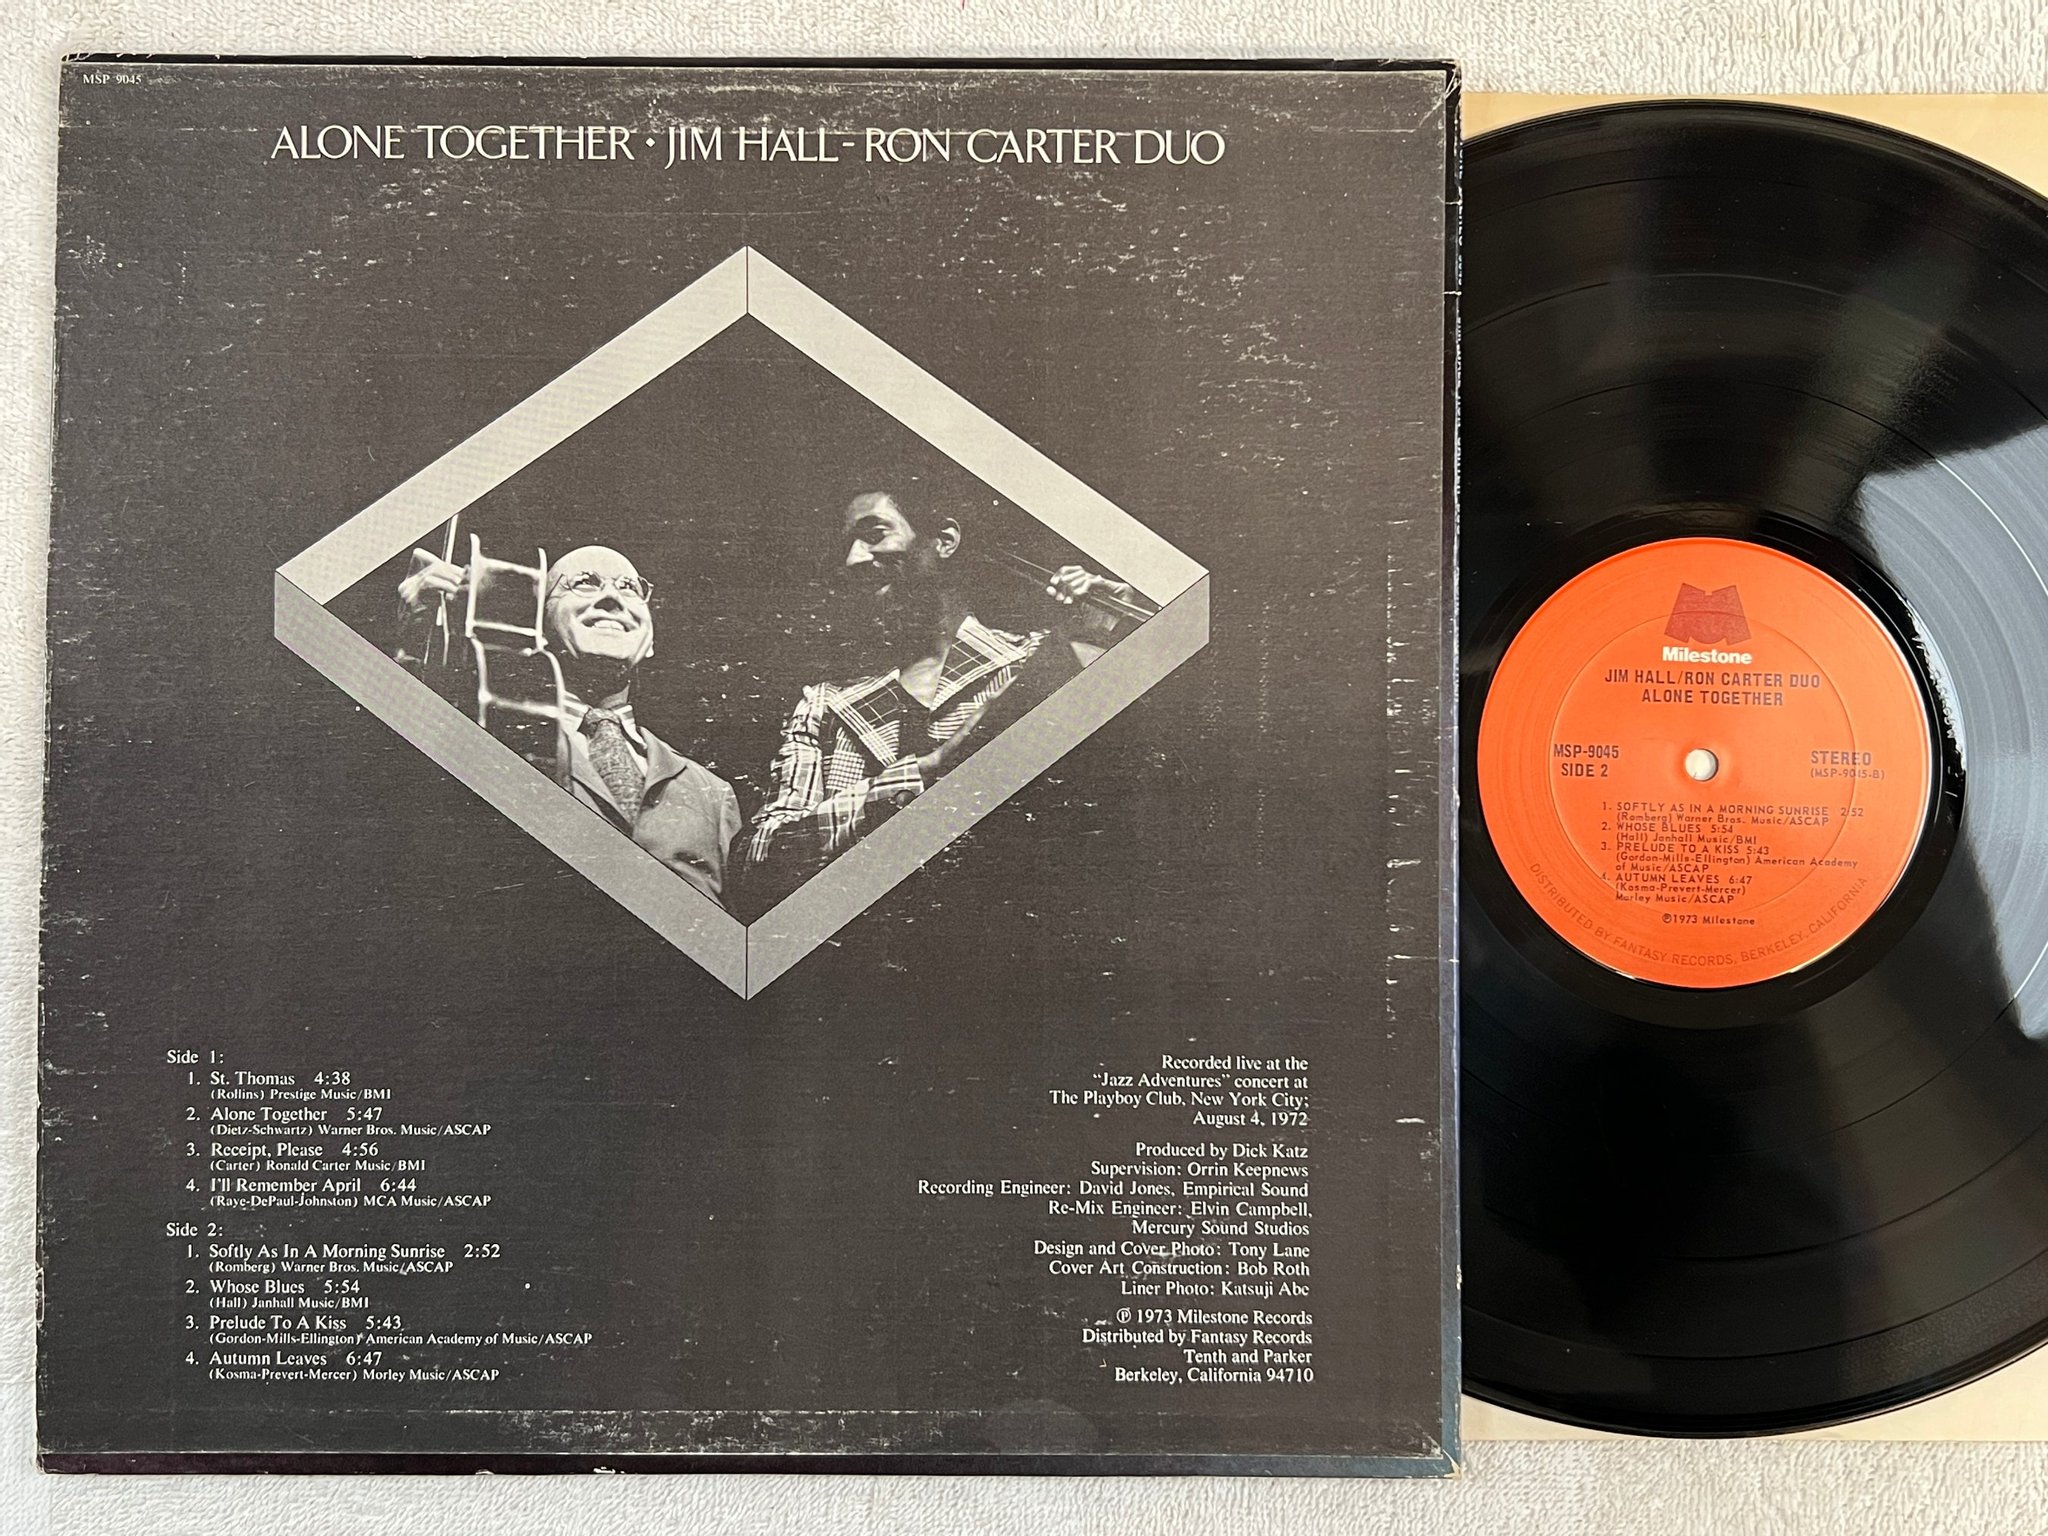 MSP 9045
ALONE TOGETHER • JIM HALL-RON CARTER DUO
Side 1:
1. St. Thomas 4:38
(Rollins) Prestige Music/BMI
2. Alone Together 5:47
(Dietz-Schwartz) Warner Bros. Music/ASCAP
3. Receipt, Please 4:56
(Carter) Ronald Carter Music/BMI
4. I'll Remember April 6:44
(Raye-DePaul-Johnston) MCA Music/ASCAP
Side 2:
1. Softly As In A Morning Sunrise 2:52
(Romberg) Warner Bros. Music/ASCAP
2. Whose Blues 5:54
(Hall) Janhall Music/BMI
3. Prelude To A Kiss 5:43
(Gordon-Mills-Ellington) American Academy of Music/ASCAP
4. Autumn Leaves 6:47
(Kosma-Prevert-Mercer) Morley Music/ASCAP
Recorded live at the
"Jazz Adventures" concert at
The Playboy Club, New York City;
August 4, 1972
Produced by Dick Katz
Supervision: Orrin Keepnews
Recording Engineer: David Jones, Empirical Sound
Re-Mix Engineer: Elvin Campbell,
Mercury Sound Studios
Design and Cover Photo: Tony Lane
Cover Art Construction: Bob Roth
Liner Photo: Katsuji Abe
℗ 1973 Milestone Records
Distributed by Fantasy Records
Tenth and Parker
Berkeley, California 94710
Milestone
JIM HALL/RON CARTER DUO
ALONE TOGETHER
MSP-9045
SIDE 2
STEREO
(MSP-9045-B)
1. SOFTLY AS IN A MORNING SUNRISE 2:52
(Romberg) Warner Bros. Music/ASCAP
2. WHOSE BLUES 5:54
(Hall) Janhall Music/BMI
3. PRELUDE TO A KISS 5:43
(Gordon-Mills-Ellington) American Academy
of Music/ASCAP
4. AUTUMN LEAVES 6:47
(Kosma-Prevert-Mercer)
Morley Music/ASCAP
℗1973 Milestone
DISTRIBUTED BY FANTASY RECORDS, BERKELEY, CALIFORNIA